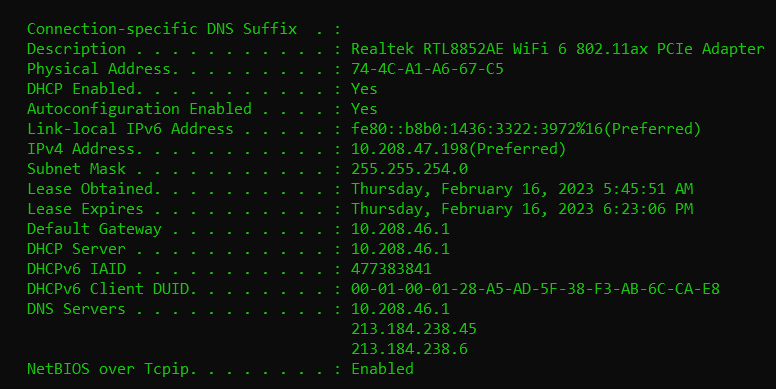 Connection-specific DNS Suffix  . :
Description . . . . . . . . . . . : Realtek RTL8852AE WiFi 6 802.11ax PCIe Adapter
Physical Address. . . . . . . . . : 74-4C-A1-A6-67-C5
DHCP Enabled. . . . . . . . . . . : Yes
Autoconfiguration Enabled . . . . : Yes
Link-local IPv6 Address . . . . . : fe80::b8b0:1436:3322:3972%16(Preferred)
IPv4 Address. . . . . . . . . . . : 10.208.47.198(Preferred)
Subnet Mask . . . . . . . . . . . : 255.255.254.0
Lease Obtained. . . . . . . . . . : Thursday, February 16, 2023 5:45:51 AM
Lease Expires . . . . . . . . . . : Thursday, February 16, 2023 6:23:06 PM
Default Gateway . . . . . . . . . : 10.208.46.1
DHCP Server . . . . . . . . . . . : 10.208.46.1
DHCPv6 IAID . . . . . . . . . . . : 477383841
DHCPv6 Client DUID. . . . . . . . : 00-01-00-01-28-A5-AD-5F-38-F3-AB-6C-CA-E8
DNS Servers . . . . . . . . . . . : 10.208.46.1
213.184.238.45
213.184.238.6
NetBIOS over Tcpip. . . . . . . . : Enabled